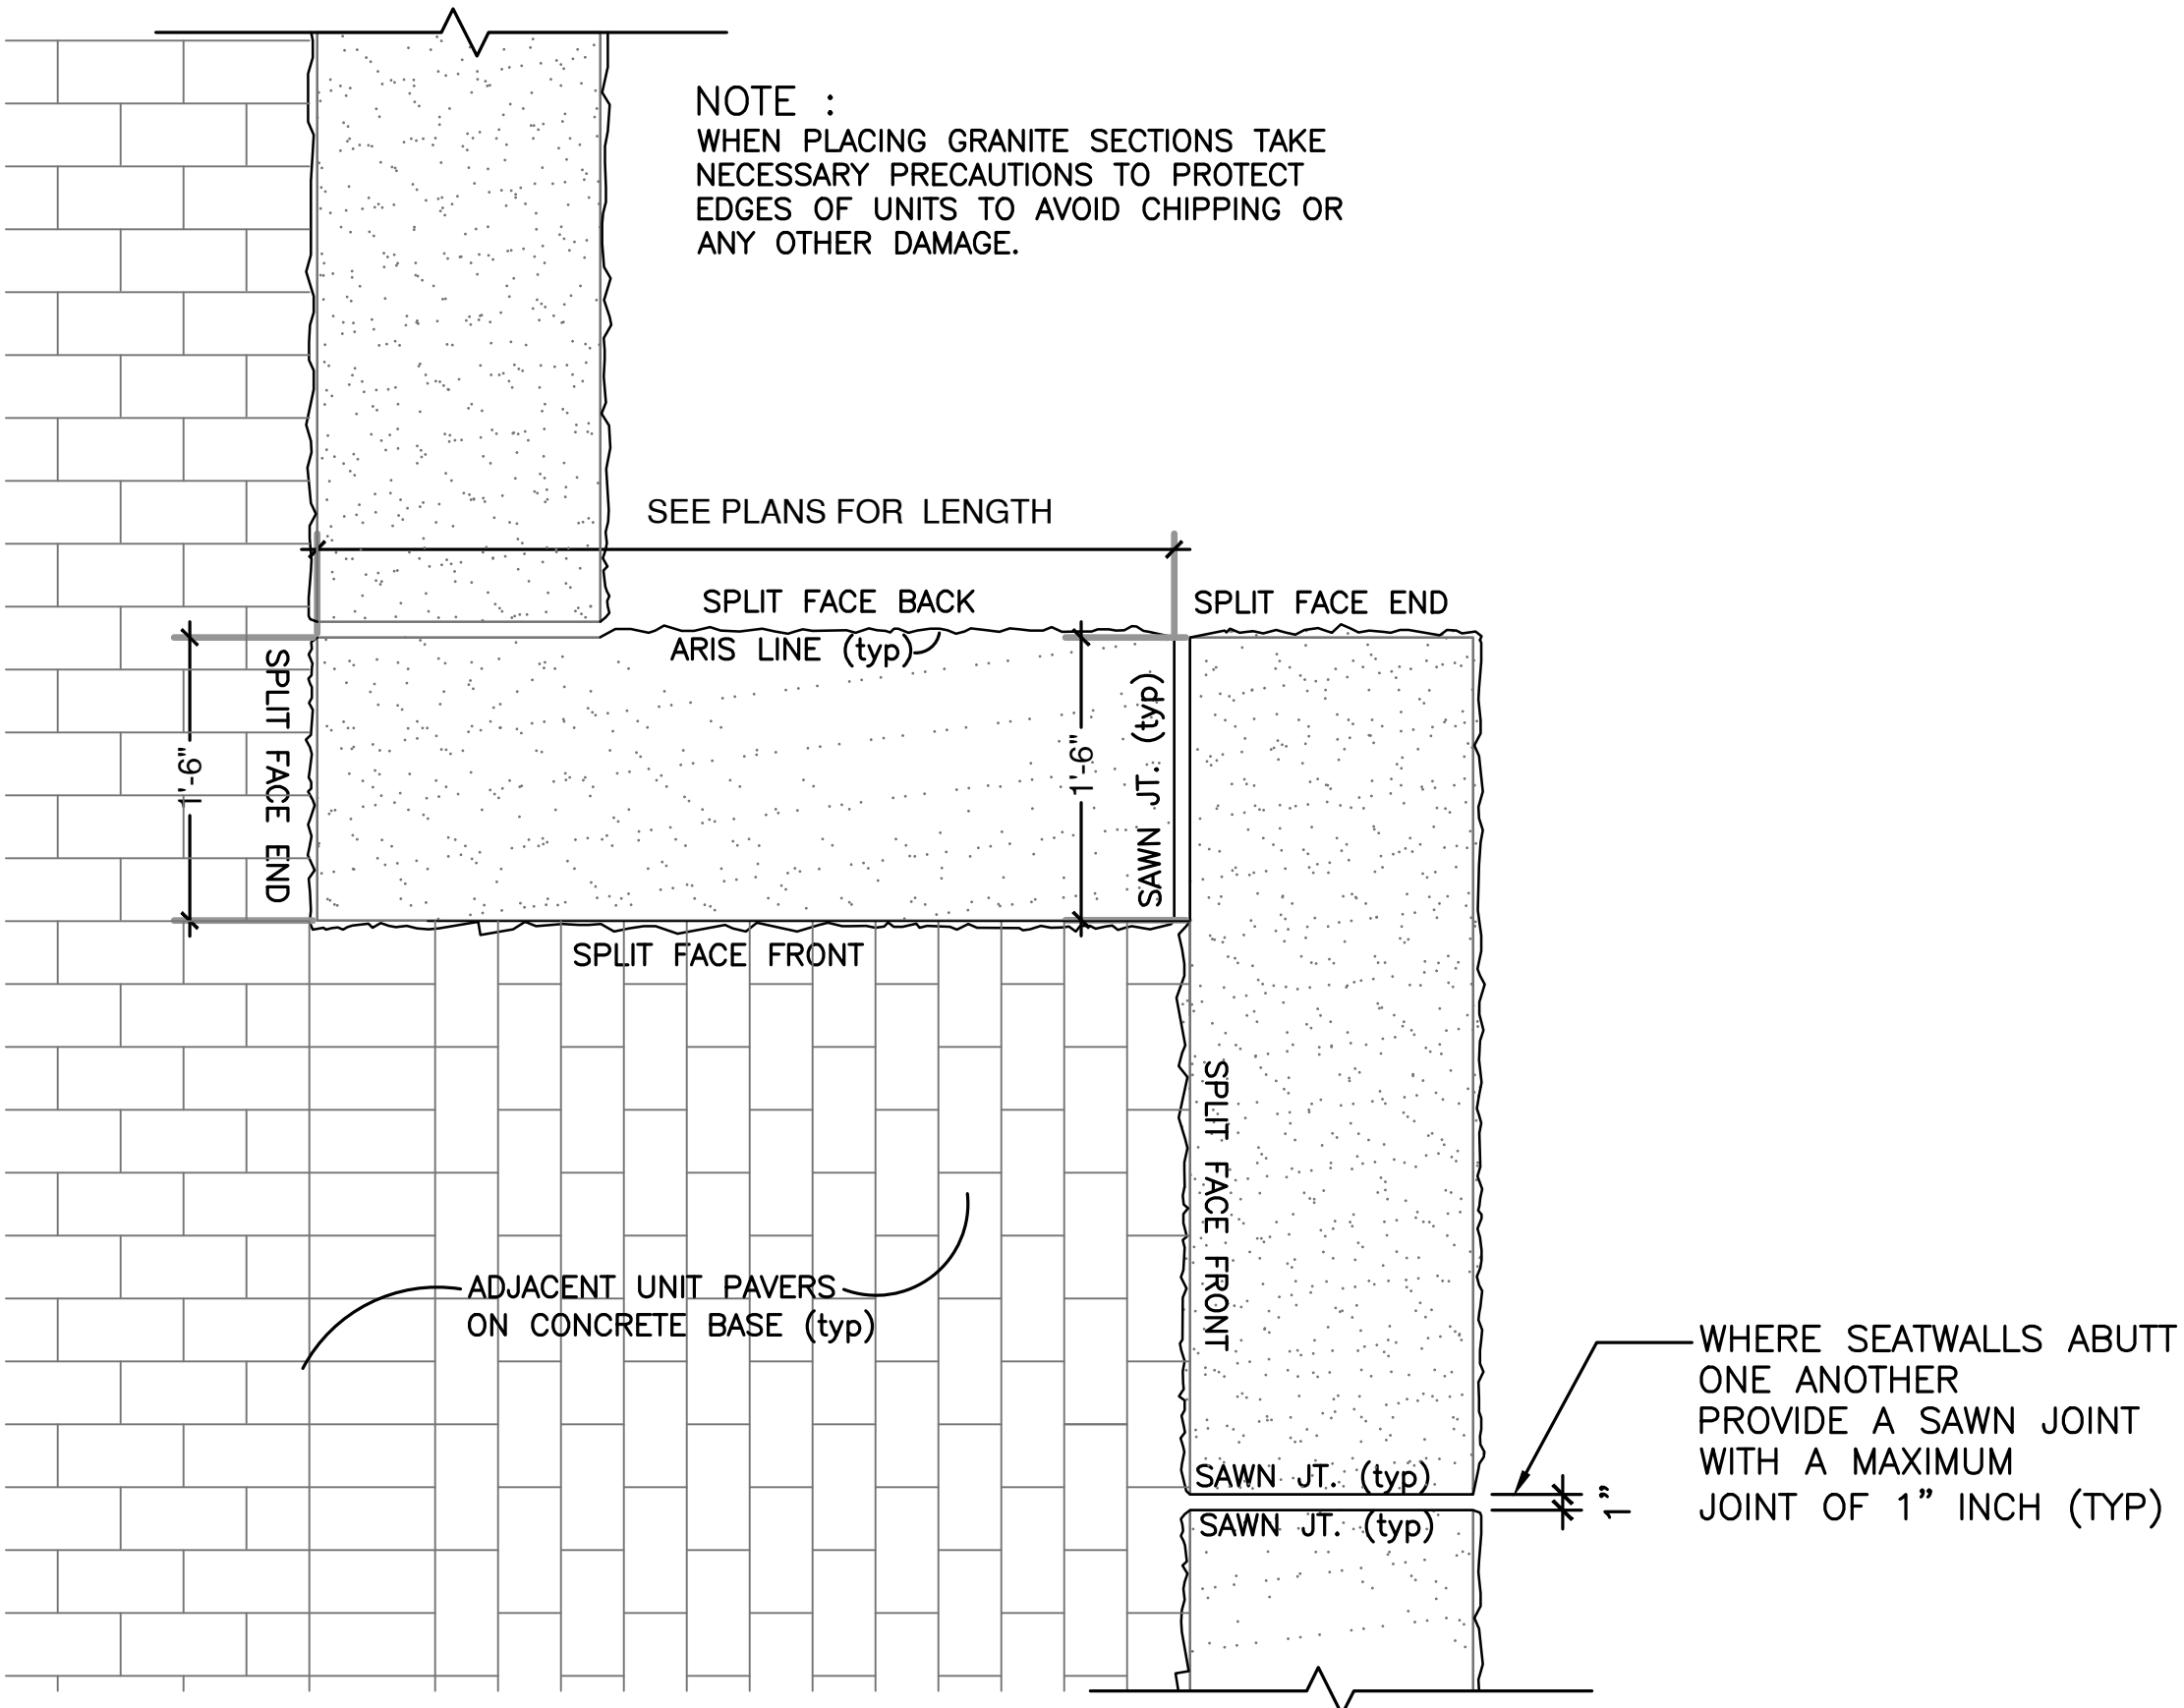 NOTE :
WHEN PLACING GRANITE SECTIONS TAKE
NECESSARY PRECAUTIONS TO PROTECT
EDGES OF UNITS TO AVOID CHIPPING OR
ANY OTHER DAMAGE.
SEE PLANS FOR LENGTH
SPLIT FACE BACK
SPLIT FACE END
ARIS LINE (typ)
SPLIT FACE END
1'-6"
1'-6"
SAWN JT. (typ)
SPLIT FACE FRONT
SPLIT FACE FRONT
ADJACENT UNIT PAVERS
ON CONCRETE BASE (typ)
WHERE SEATWALLS ABUTT
ONE ANOTHER
PROVIDE A SAWN JOINT
WITH A MAXIMUM
JOINT OF 1" INCH (TYP)
SAWN JT. (typ)
SAWN JT. (typ)
1"